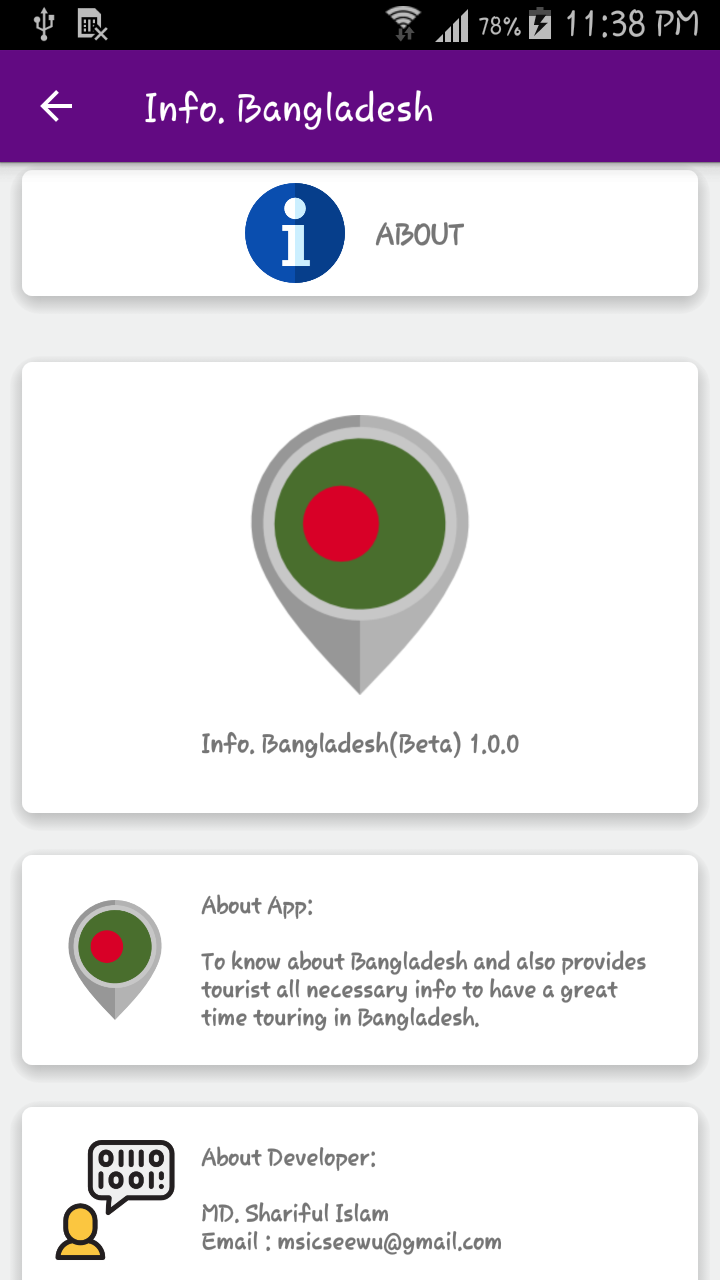 78% 11:38 PM
Info. Bangladesh
ABOUT
Info. Bangladesh(Beta) 1.0.0
About App:
To know about Bangladesh and also provides
tourist all necessary info to have a great
time touring in Bangladesh.
About Developer:
MD. Shariful Islam
Email : msicseewu@gmail.com